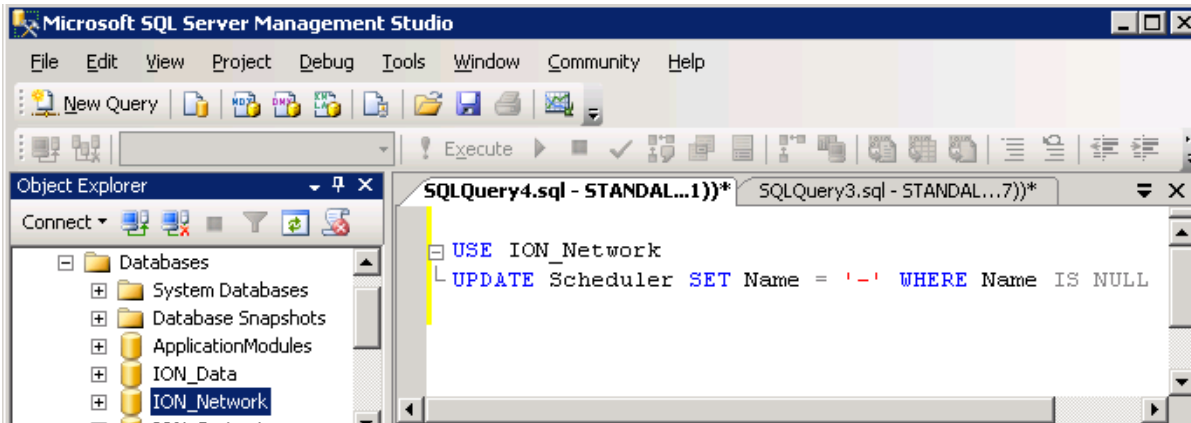 Microsoft SQL Server Management Studio
File Edit View Project Debug Tools Window Community Help
New Query
Execute
Object Explorer
SQLQuery4.sql - STANDAL...1))* SQLQuery3.sql - STANDAL...7))*
Connect
Databases
System Databases
Database Snapshots
ApplicationModules
ION_Data
ION_Network
USE ION_Network
UPDATE Scheduler SET Name = '-' WHERE Name IS NULL